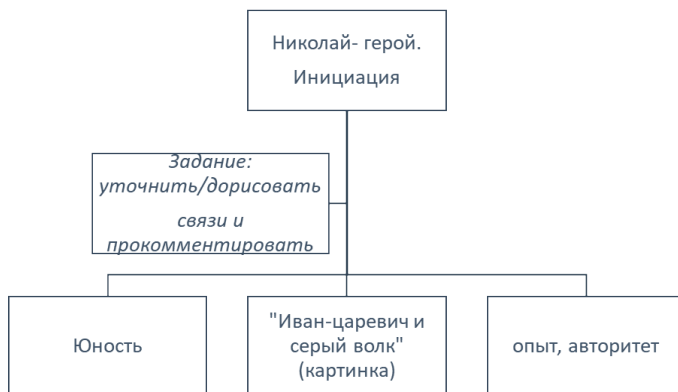 Николай- герой.
Инициация
Задание:
уточнить/дорисовать
связи и
прокомментировать
Юность
"Иван-царевич и
серый волк"
(картинка)
опыт, авторитет